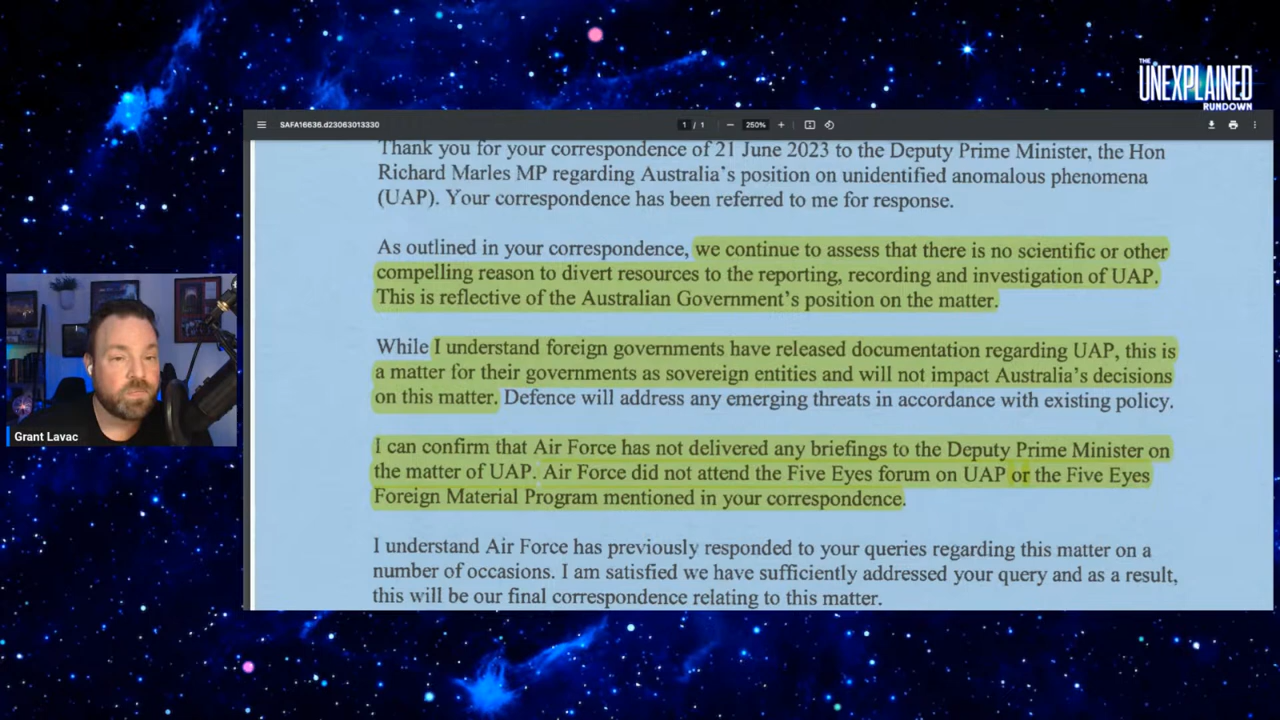 THE
UNEXPLAINED
RUNDOWN
SAFA16636.d23063013330
1 / 1
250%
Thank you for your correspondence of 21 June 2023 to the Deputy Prime Minister, the Hon
Richard Marles MP regarding Australia's position on unidentified anomalous phenomena
(UAP). Your correspondence has been referred to me for response.
As outlined in your correspondence, we continue to assess that there is no scientific or other
compelling reason to divert resources to the reporting, recording and investigation of UAP.
This is reflective of the Australian Government's position on the matter.
While I understand foreign governments have released documentation regarding UAP, this is
a matter for their governments as sovereign entities and will not impact Australia's decisions
on this matter. Defence will address any emerging threats in accordance with existing policy.
I can confirm that Air Force has not delivered any briefings to the Deputy Prime Minister on
the matter of UAP. Air Force did not attend the Five Eyes forum on UAP or the Five Eyes
Foreign Material Program mentioned in your correspondence.
I understand Air Force has previously responded to your queries regarding this matter on a
number of occasions. I am satisfied we have sufficiently addressed your query and as a result,
this will be our final correspondence relating to this matter.
Grant Lavac